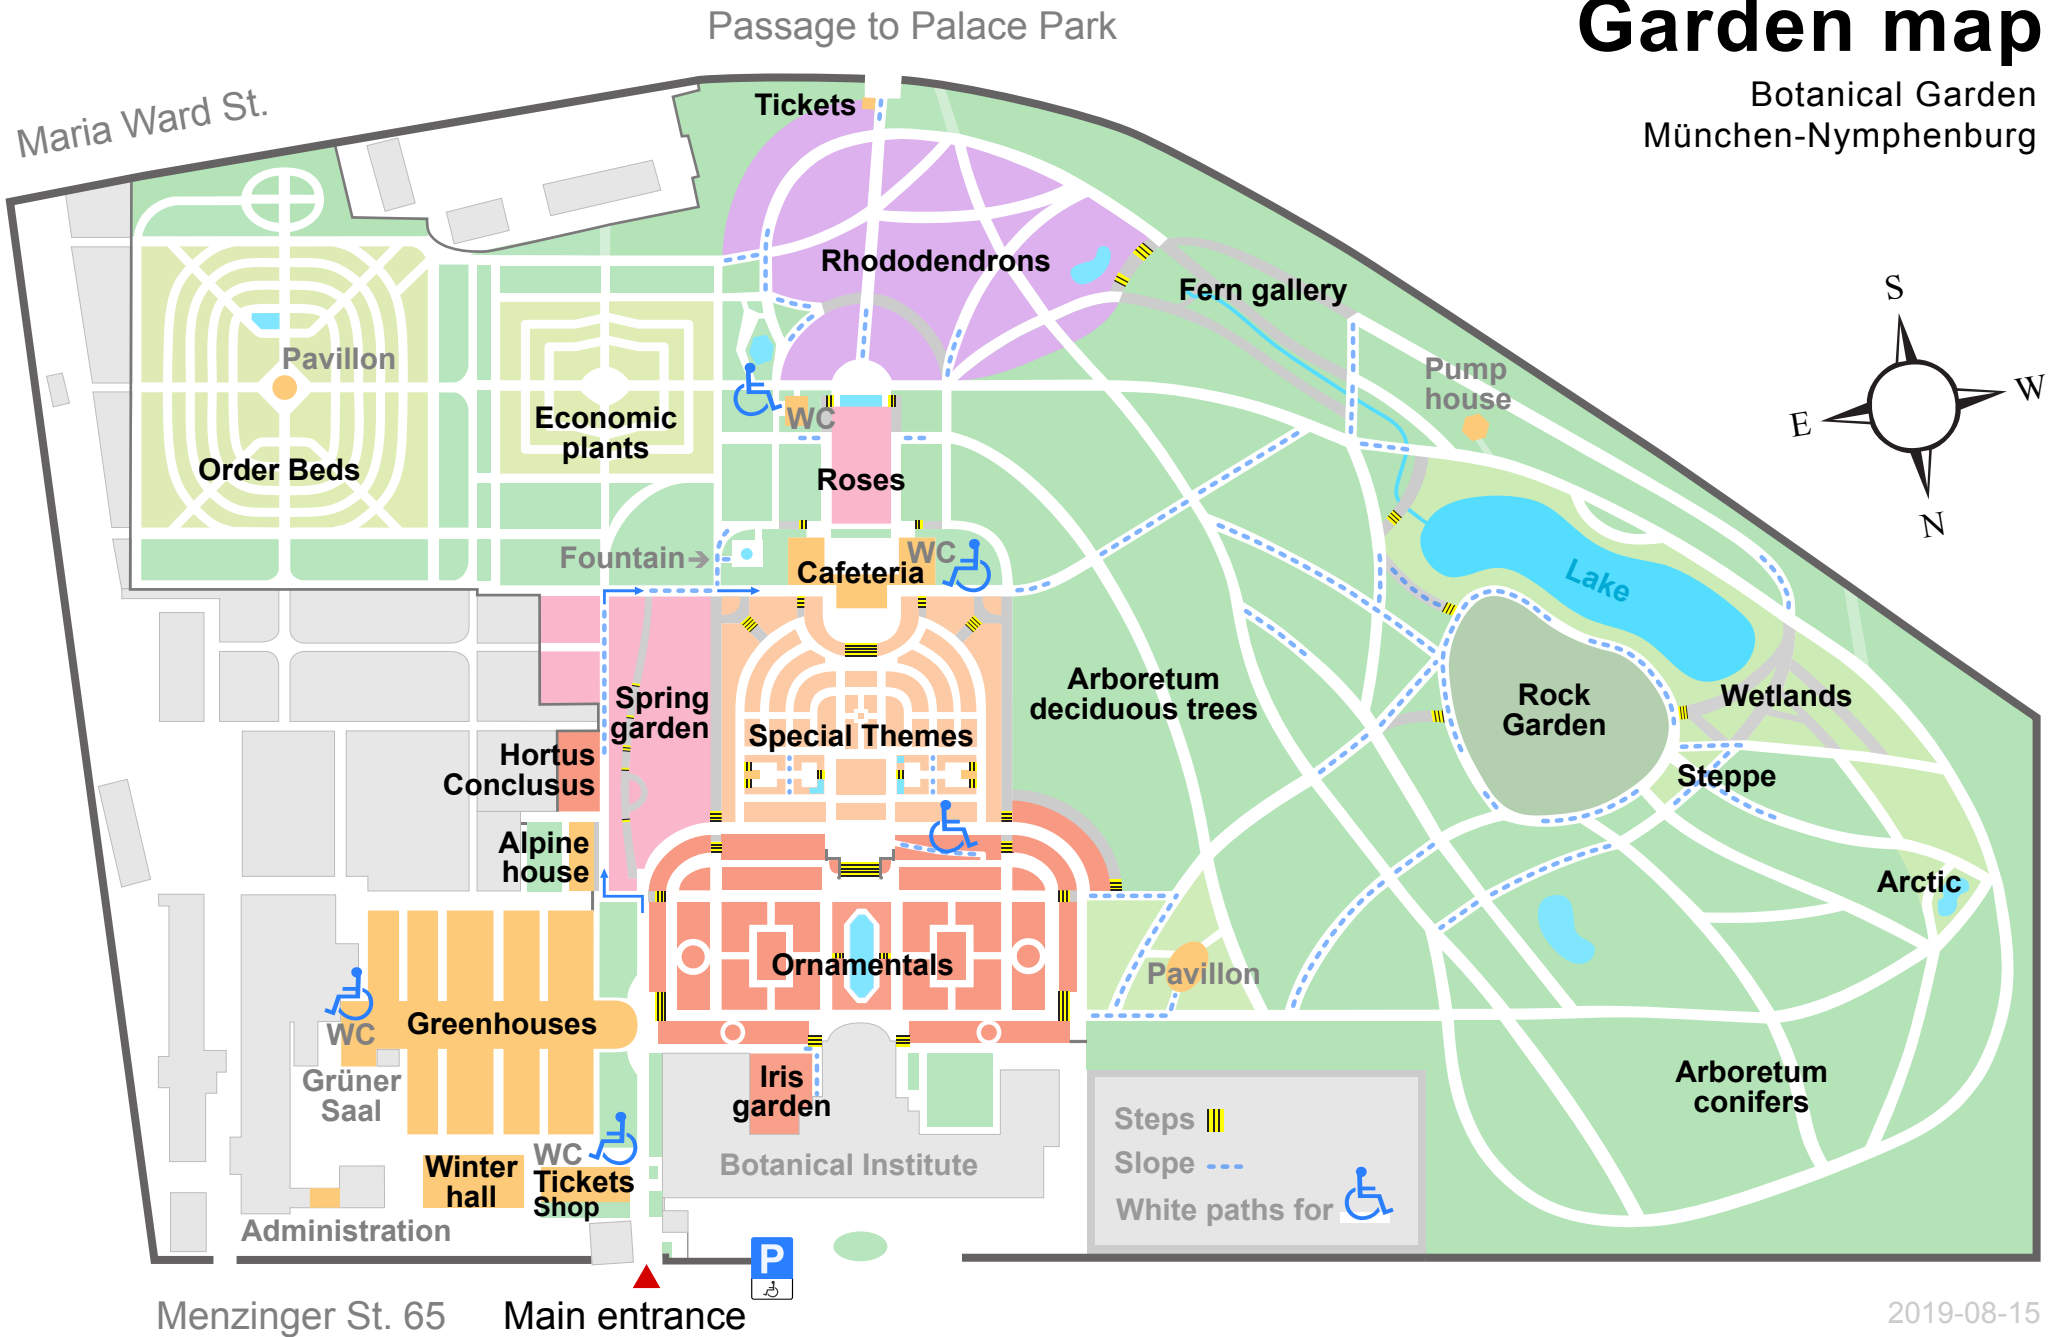 Passage to Palace Park
Garden map
Botanical Garden
München-Nymphenburg
Maria Ward St.
Tickets
Rhododendrons
Fern gallery
S
W
E
N
Pavillon
Pump
house
WC
Economic
plants
Order Beds
Roses
Fountain →
WC
Cafeteria
Lake
Spring
garden
Arboretum
deciduous trees
Rock
Garden
Wetlands
Special Themes
Hortus
Conclusus
Steppe
Alpine
house
Arctic
Ornamentals
Pavillon
Greenhouses
WC
Grüner
Saal
Iris
garden
Arboretum
conifers
Steps
Slope
White paths for
WC
Winter
hall
Tickets
Shop
Botanical Institute
Administration
P
Menzinger St. 65
Main entrance
2019-08-15